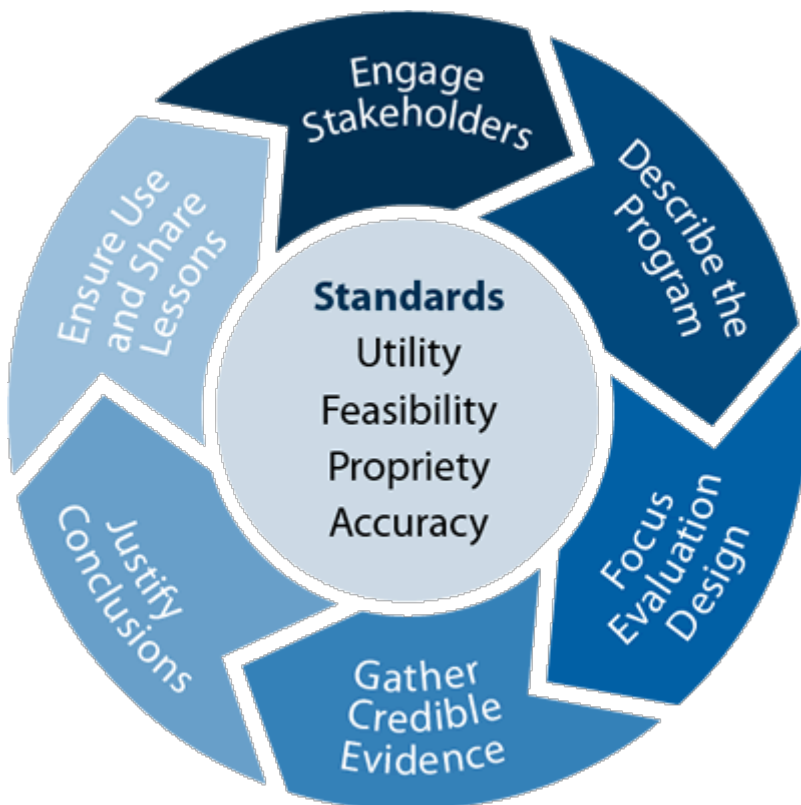 Engage
Stakeholders
Describe the
Program
Focus
Evaluation
Design
Gather
Credible
Evidence
Justify
Conclusions
Ensure Use
and Share
Lessons
Standards
Utility
Feasibility
Propriety
Accuracy